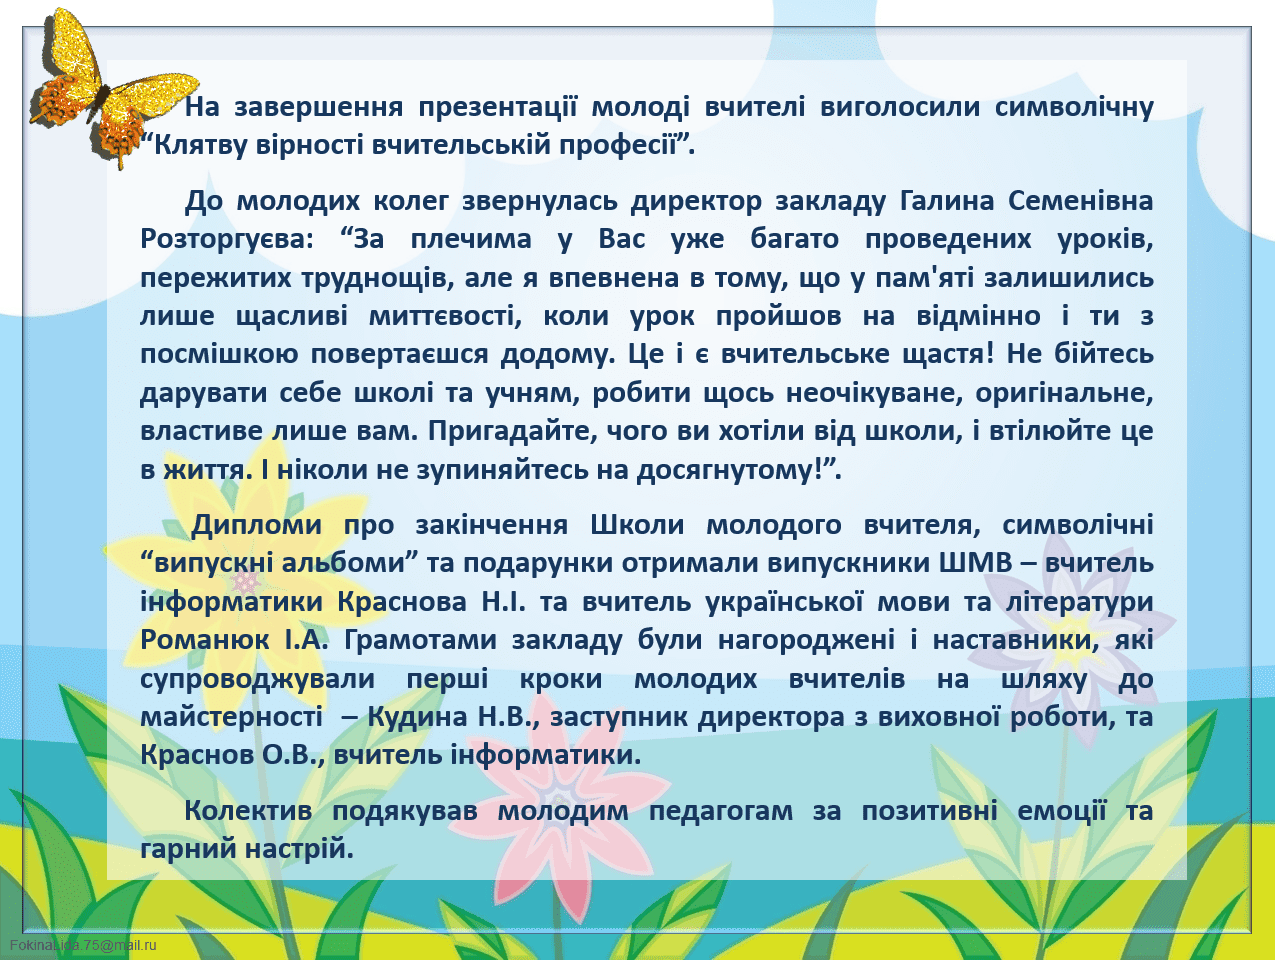 На завершення презентації молоді вчителі виголосили символічну
“Клятву вірності вчительській професії”.
До молодих колег звернулась директор закладу Галина Семенівна
Розторгуєва: “За плечима у Вас уже багато проведених уроків,
пережитих труднощів, але я впевнена в тому, що у пам'яті залишились
лише щасливі миттєвості, коли урок пройшов на відмінно і ти з
посмішкою повертаєшся додому. Це і є вчительське щастя! Не бійтесь
дарувати себе школі та учням, робити щось неочікуване, оригінальне,
властиве лише вам. Пригадайте, чого ви хотіли від школи, і втілюйте це
в життя. І ніколи не зупиняйтесь на досягнутому!”.
Дипломи про закінчення Школи молодого вчителя, символічні
“випускні альбоми” та подарунки отримали випускники ШМВ – вчитель
інформатики Краснова Н.І. та вчитель української мови та літератури
Романюк І.А. Грамотами закладу були нагороджені і наставники, які
супроводжували перші кроки молодих вчителів на шляху до
майстерності – Кудина Н.В., заступник директора з виховної роботи, та
Краснов О.В., вчитель інформатики.
Колектив подякував молодим педагогам за позитивні емоції та
гарний настрій.
FokinaLida.75@mail.ru